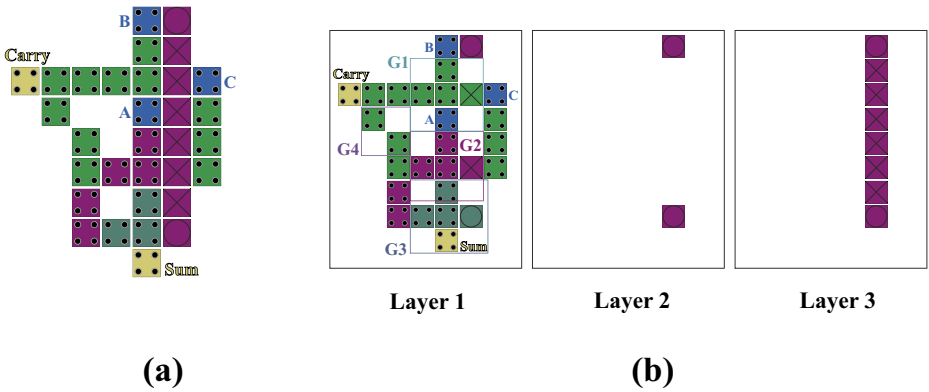 B
Carry
C
A
Sum
(a)
B
G1
Carry
C
A
G4
G2
G3
Sum
Layer 1
Layer 2
Layer 3
(b)